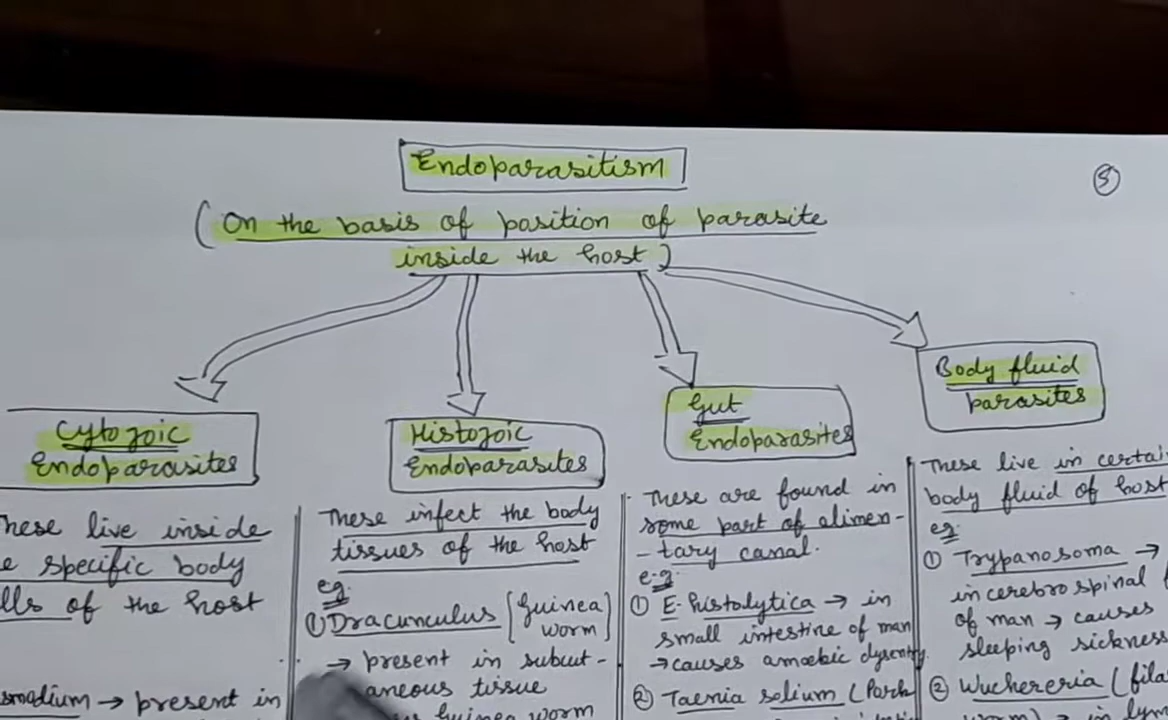 Endoparasitism
5
(On the basis of position of parasite
inside the host)
Cytozoic
Endoparasites
These live inside
specific body
of the host
present in
Histozoic
Endoparasites
These infect the body
tissues of the host
eg
① Dracunculus [Guinea
worm]
→ present in subcut-
aneous tissue
Guinea worm
Gut
Endoparasites
These are found in
some part of alimen-
-tary canal.
e.g
① E. histolytica → in
small intestine of man
→ causes amoebic dysentry.
② Taenia solium (Pork
Body fluid
parasites
These live in certain
body fluid of host
eg
① Trypanosoma →
in cerebrospinal
of man → causes
sleeping sickness
② Wuchereria (fila